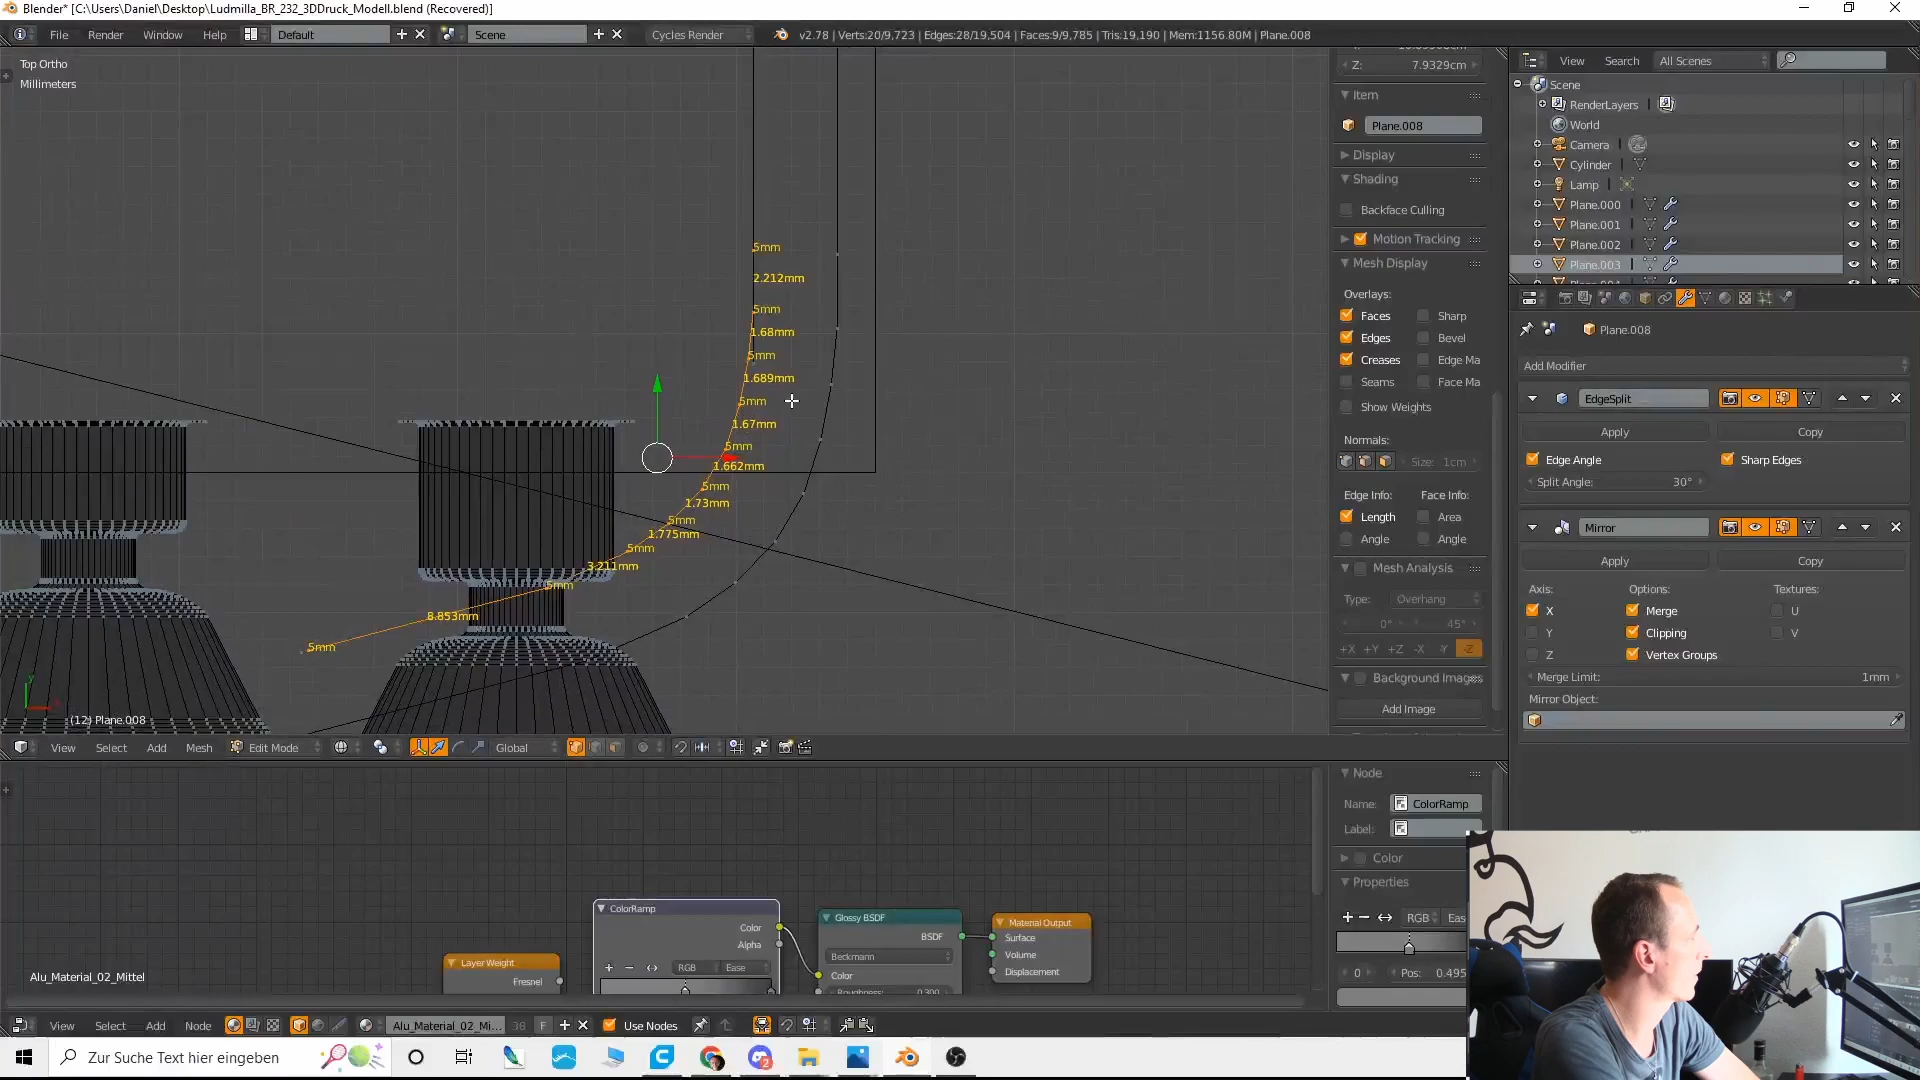 Blender* [C:\Users\Daniel\Desktop\Ludmilla_BR_232_3DDruck_Modell.blend (Recovered)]
File Render Window Help Default Scene Cycles Render v2.78 | Verts:20/9,723 | Edges:28/19,504 | Faces:9/9,785 | Tris:19,190 | Mem:1156.80M | Plane.008
Top Ortho
Millimeters
5mm
2.212mm
5mm
1.68mm
5mm
1.689mm
5mm
1.67mm
5mm
1.662mm
5mm
1.73mm
5mm
1.775mm
5mm
3.211mm
5mm
8.853mm
5mm
y
(12) Plane.008
View Select Add Mesh Edit Mode Global
Z: 7.9329cm
Item
Plane.008
Display
Shading
Backface Culling
Motion Tracking
Mesh Display
Overlays:
Faces Sharp
Edges Bevel
Creases Edge Ma
Seams Face Ma
Show Weights
Normals:
Size: 1cm
Edge Info: Face Info:
Length Area
Angle Angle
Mesh Analysis
Type: Overhang
0° 45°
+X +Y +Z -X -Y -Z
Background Images
Add Image
View Search All Scenes
Scene
RenderLayers
World
Camera
Cylinder
Lamp
Plane.000
Plane.001
Plane.002
Plane.003
Plane.008
Add Modifier
EdgeSplit
Apply Copy
Edge Angle Sharp Edges
Split Angle: 30°
Mirror
Apply Copy
Axis: Options: Textures:
X Merge U
Y Clipping V
Z Vertex Groups
Merge Limit: 1mm
Mirror Object:
ColorRamp
Color
Alpha
RGB Ease
Layer Weight
Fresnel
Glossy BSDF
BSDF
Beckmann
Color
Roughness: 0.300
Material Output
Surface
Volume
Displacement
Alu_Material_02_Mittel
Node
Name: ColorRamp
Label:
Color
Properties
RGB Eas
0 Pos: 0.495
View Select Add Node Alu_Material_02_Mi... 38 F Use Nodes
Zur Suche Text hier eingeben
2